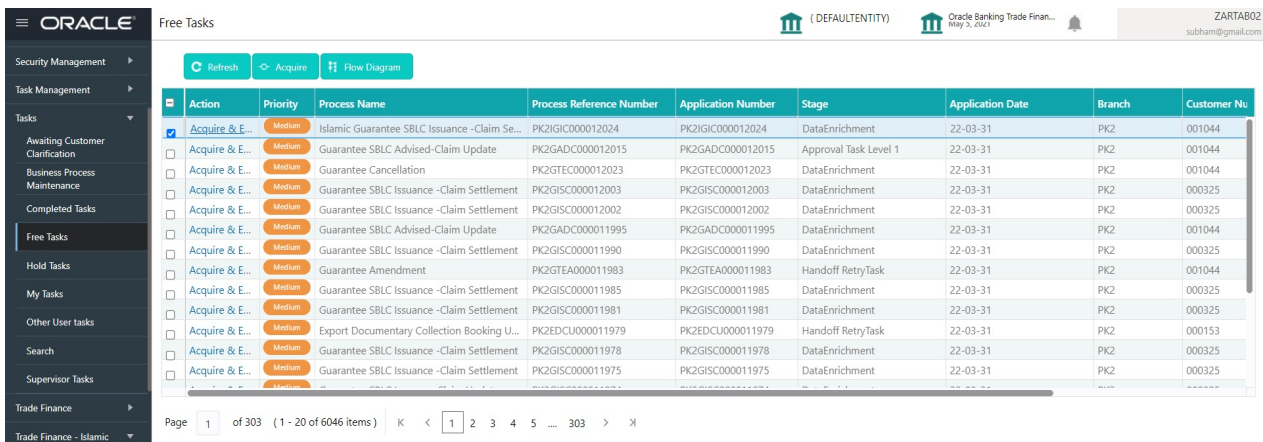 ORACLE
Free Tasks
( DEFAULTENTITY)
Oracle Banking Trade Finan...
May 5, 2021
ZARTAB02
subham@gmail.com
Security Management
Task Management
Tasks
Awaiting Customer
Clarification
Business Process
Maintenance
Completed Tasks
Free Tasks
Hold Tasks
My Tasks
Other User tasks
Search
Supervisor Tasks
Trade Finance
Trade Finance - Islamic
Refresh Acquire Flow Diagram
Action Priority Process Name Process Reference Number Application Number Stage Application Date Branch Customer Nu
Acquire & E... Medium Islamic Guarantee SBLC Issuance -Claim Se... PK2IGIC000012024 PK2IGIC000012024 DataEnrichment 22-03-31 PK2 001044
Acquire & E... Medium Guarantee SBLC Advised-Claim Update PK2GADC000012015 PK2GADC000012015 Approval Task Level 1 22-03-31 PK2 001044
Acquire & E... Medium Guarantee Cancellation PK2GTEC000012023 PK2GTEC000012023 DataEnrichment 22-03-31 PK2 001044
Acquire & E... Medium Guarantee SBLC Issuance -Claim Settlement PK2GISC000012003 PK2GISC000012003 DataEnrichment 22-03-31 PK2 000325
Acquire & E... Medium Guarantee SBLC Issuance -Claim Settlement PK2GISC000012002 PK2GISC000012002 DataEnrichment 22-03-31 PK2 000325
Acquire & E... Medium Guarantee SBLC Advised-Claim Update PK2GADC000011995 PK2GADC000011995 DataEnrichment 22-03-31 PK2 001044
Acquire & E... Medium Guarantee SBLC Issuance -Claim Settlement PK2GISC000011990 PK2GISC000011990 DataEnrichment 22-03-31 PK2 000325
Acquire & E... Medium Guarantee Amendment PK2GTEA000011983 PK2GTEA000011983 Handoff RetryTask 22-03-31 PK2 001044
Acquire & E... Medium Guarantee SBLC Issuance -Claim Settlement PK2GISC000011985 PK2GISC000011985 DataEnrichment 22-03-31 PK2 000325
Acquire & E... Medium Guarantee SBLC Issuance -Claim Settlement PK2GISC000011981 PK2GISC000011981 DataEnrichment 22-03-31 PK2 000325
Acquire & E... Medium Export Documentary Collection Booking U... PK2EDCU000011979 PK2EDCU000011979 Handoff RetryTask 22-03-31 PK2 000153
Acquire & E... Medium Guarantee SBLC Issuance -Claim Settlement PK2GISC000011978 PK2GISC000011978 DataEnrichment 22-03-31 PK2 000325
Acquire & E... Medium Guarantee SBLC Issuance -Claim Settlement PK2GISC000011975 PK2GISC000011975 DataEnrichment 22-03-31 PK2 000325
Page 1 of 303 ( 1 - 20 of 6046 items ) 1 2 3 4 5 .... 303